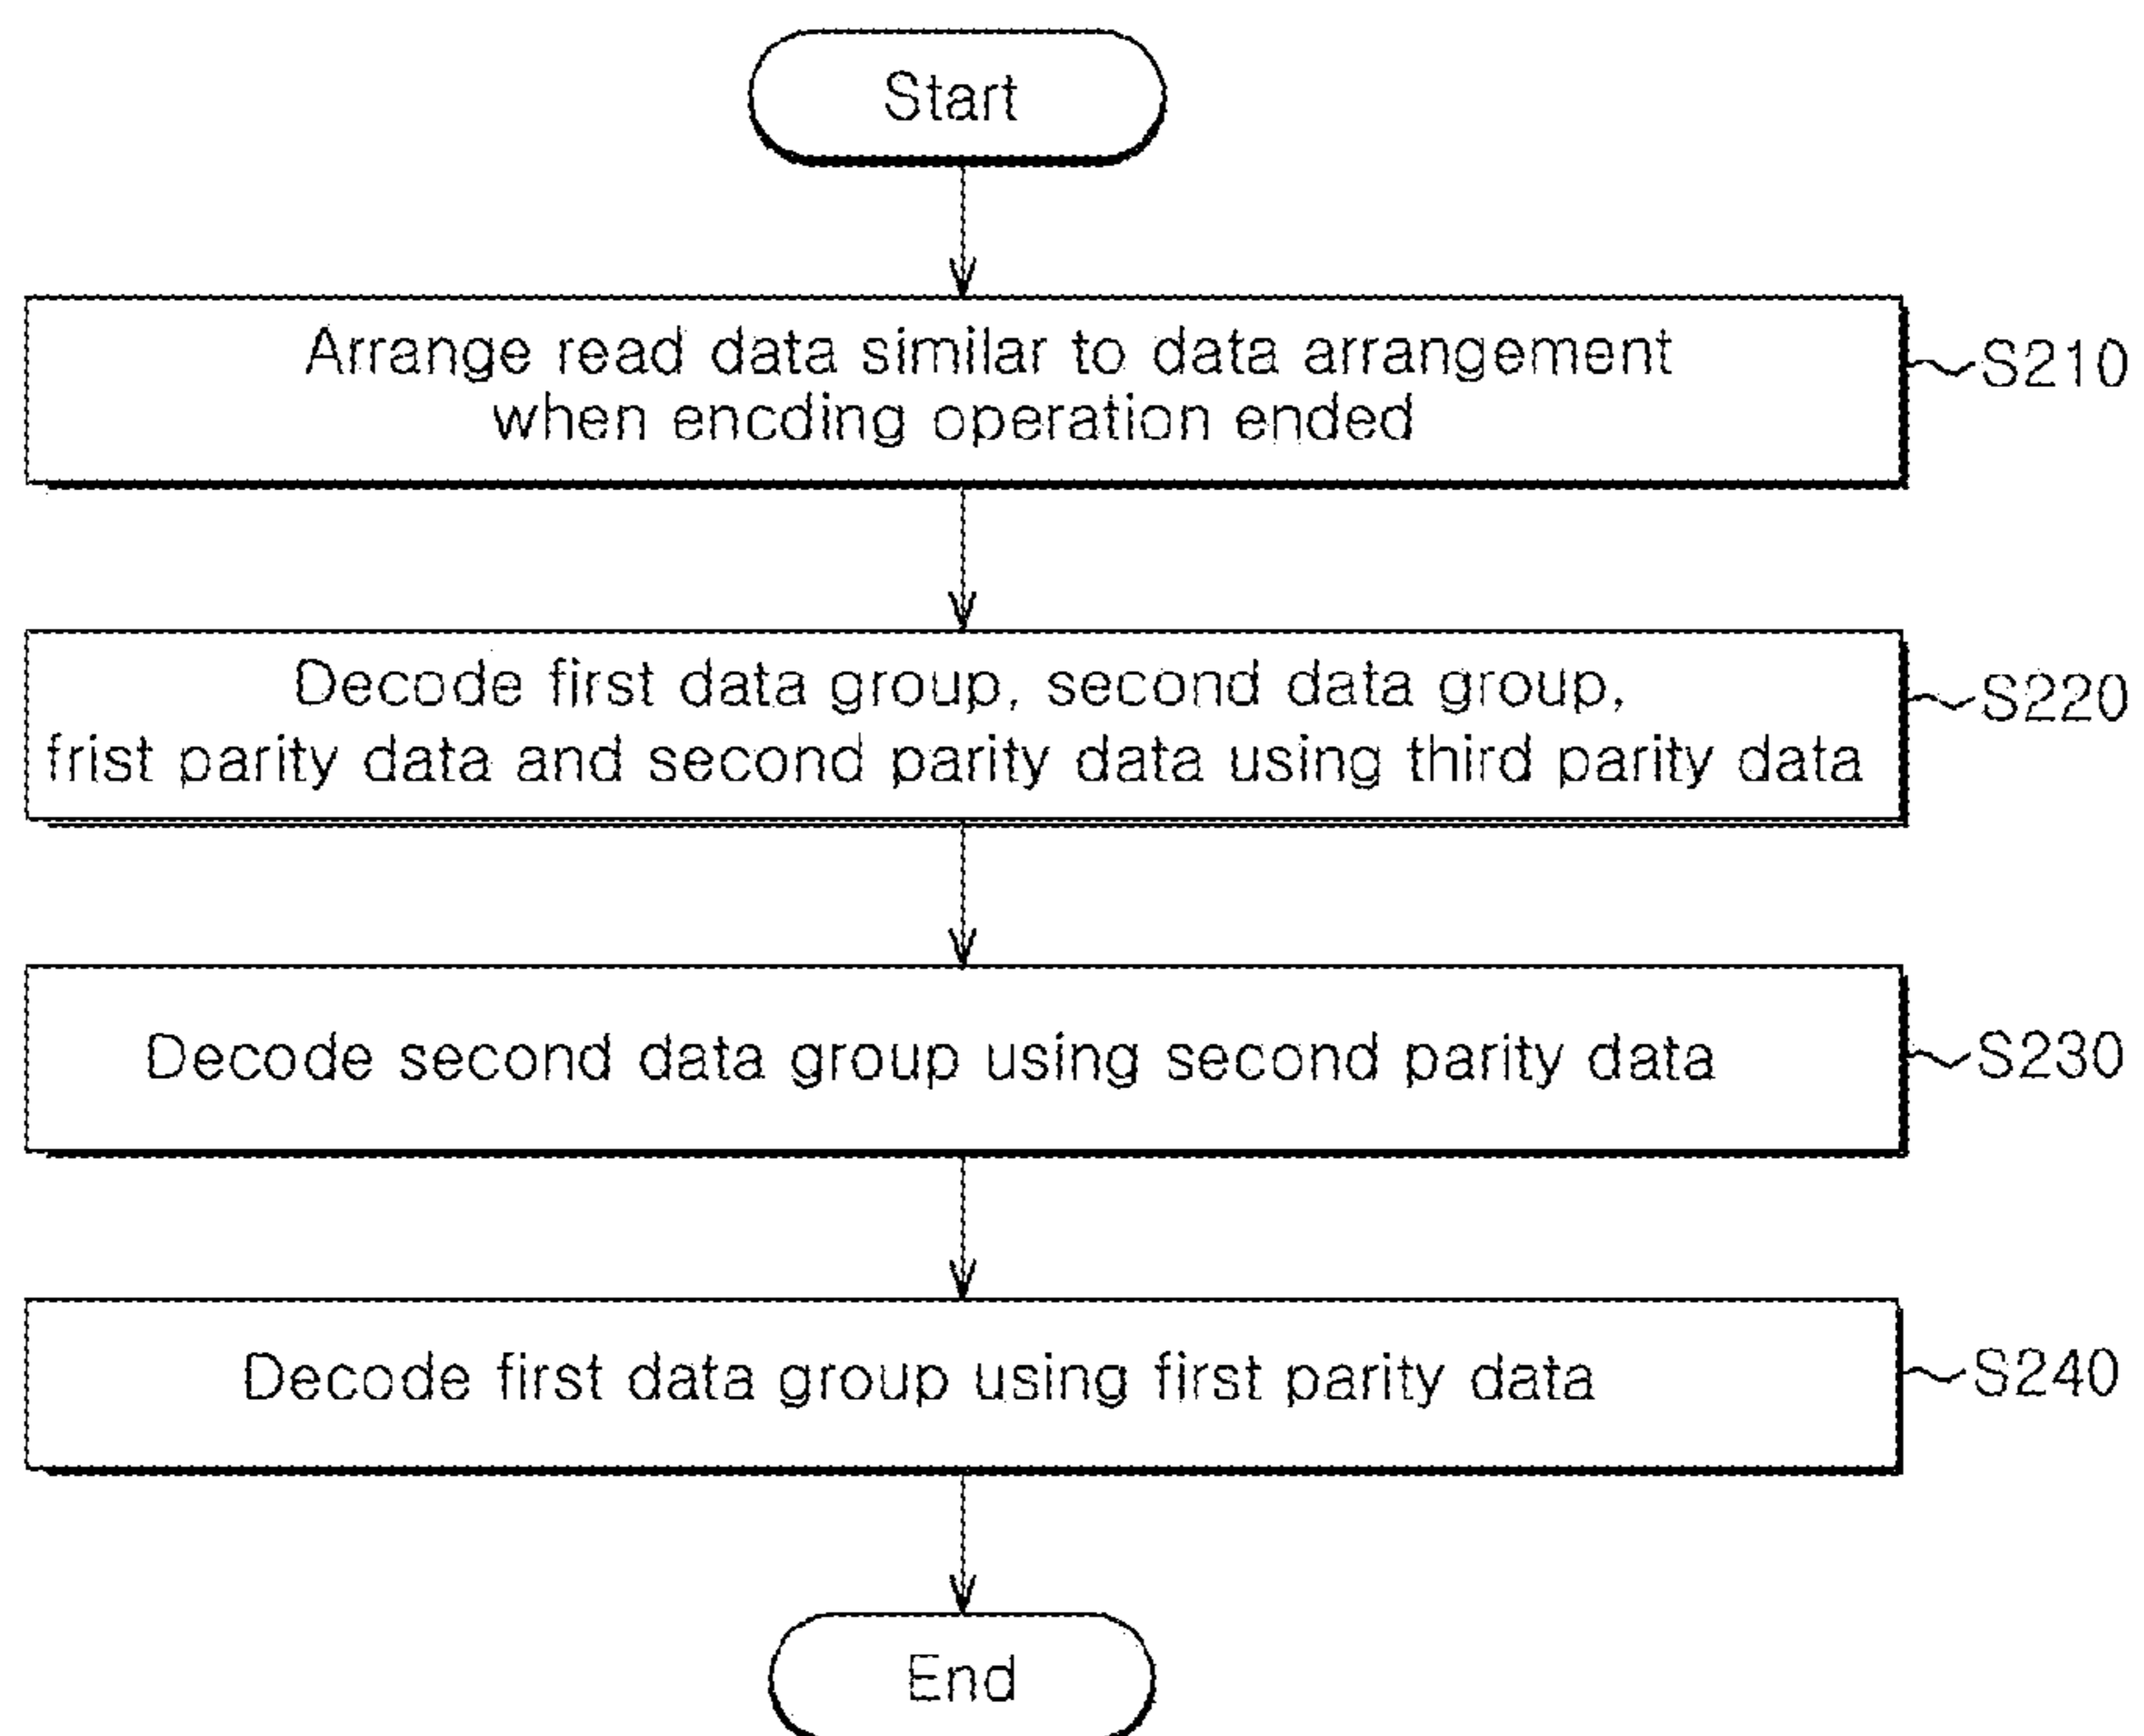 Start
Arrange read data similar to data arrangement
when encding operation ended
S210
Decode first data group, second data group,
frist parity data and second parity data using third parity data
S220
Decode second data group using second parity data
S230
Decode first data group using first parity data
S240
End